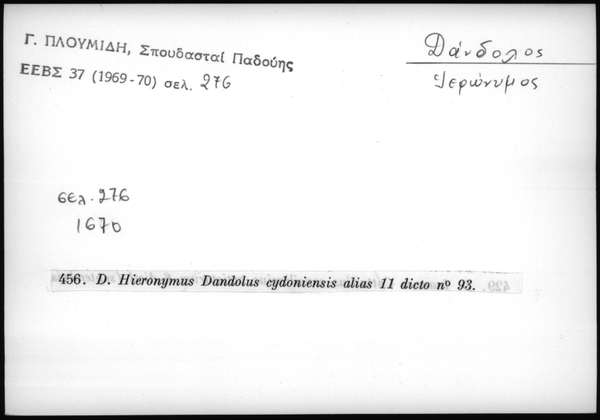 Γ. ΠΛΟΥΜΙΔΗ, Σπουδασταί Παδούης
ΕΕΒΣ 37 (1969-70) σελ. 276
Δάνδολος
Ἱερώνυμος
σελ. 276
1670
456. D. Hieronymus Dandolus cydoniensis alias 11 dicto nº 93.